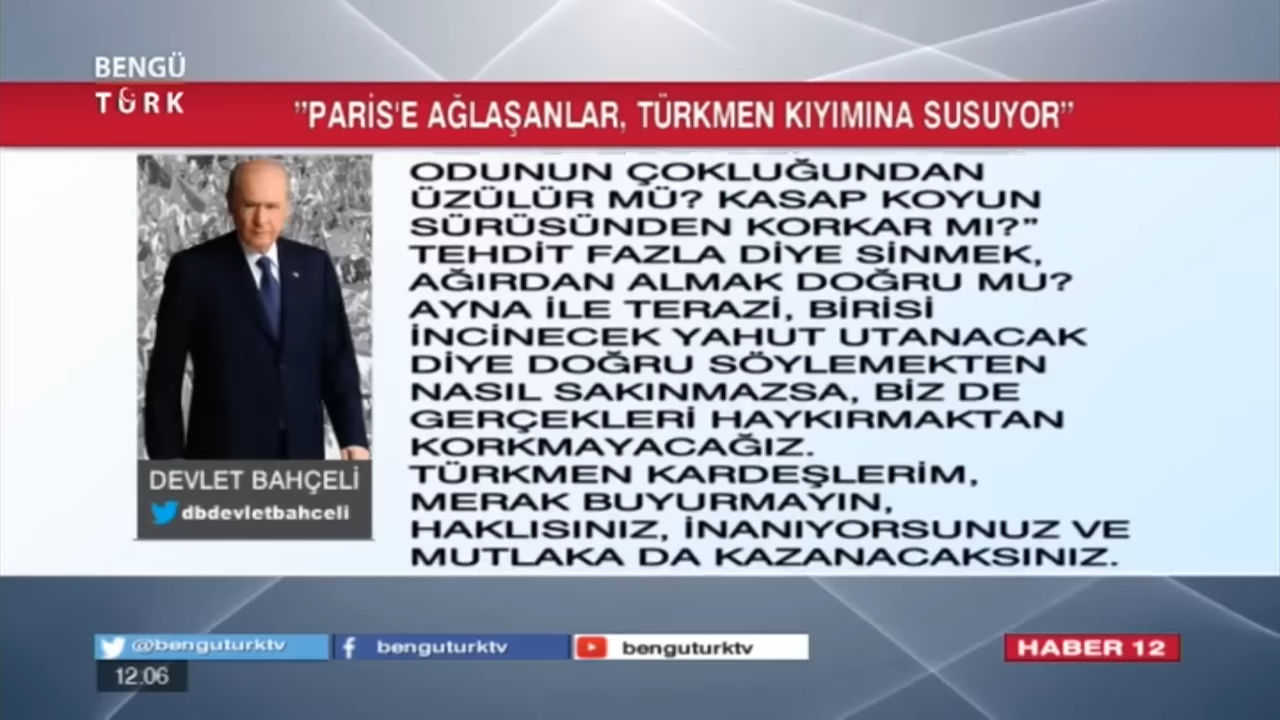 BENGÜ
TÜRK
"PARİS'E AĞLAŞANLAR, TÜRKMEN KIYIMINA SUSUYOR"
ODUNUN ÇOKLUĞUNDAN
ÜZÜLÜR MÜ? KASAP KOYUN
SÜRÜSÜNDEN KORKAR MI?”
TEHDİT FAZLA DİYE SİNMEK,
AĞIRDAN ALMAK DOĞRU MU?
AYNA İLE TERAZİ, BİRİSİ
İNCİNECEK YAHUT UTANACAK
DİYE DOĞRU SÖYLEMEKTEN
NASIL SAKINMAZSA, BİZ DE
GERÇEKLERİ HAYKIRMAKTAN
KORKMAYACAĞIZ.
TÜRKMEN KARDEŞLERİM,
MERAK BUYURMAYIN,
HAKLISINIZ, İNANIYORSUNUZ VE
MUTLAKA DA KAZANACAKSINIZ.
DEVLET BAHÇELİ
dbdevletbahceli
@benguturktv
benguturktv
benguturktv
HABER 12
12.06